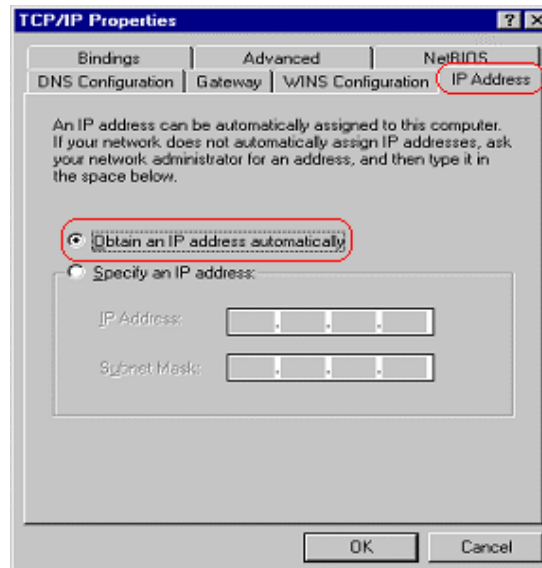 TCP/IP Properties
? X
Bindings Advanced NetBIOS
DNS Configuration Gateway WINS Configuration IP Address
An IP address can be automatically assigned to this computer.
If your network does not automatically assign IP addresses, ask
your network administrator for an address, and then type it in
the space below.
Obtain an IP address automatically
Specify an IP address:
IP Address:
Subnet Mask:
OK Cancel